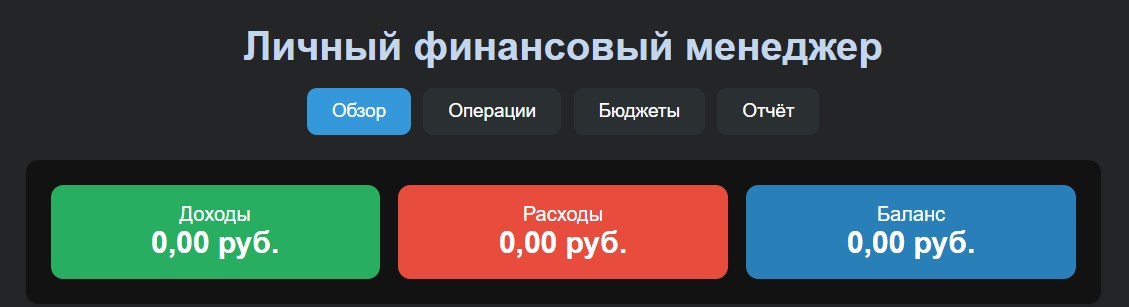 Личный финансовый менеджер
Обзор Операции Бюджеты Отчёт
Доходы Расходы Баланс
0,00 руб. 0,00 руб. 0,00 руб.